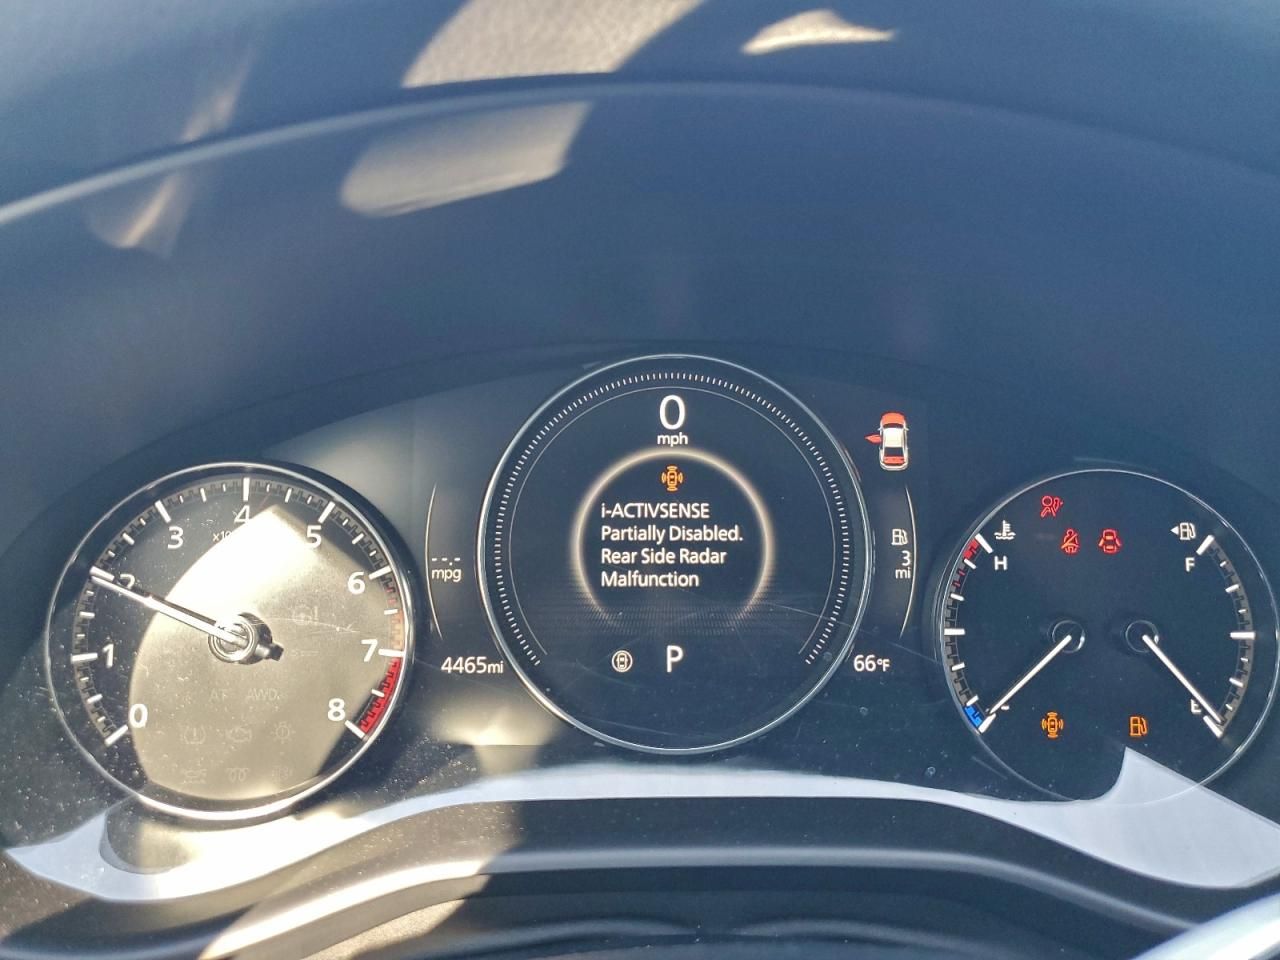 0
mph
i-ACTIVSENSE
Partially Disabled.
Rear Side Radar
Malfunction
P
4
3
5
2
6
1
7
0
8
AWD
--.-
mpg
4465mi
3
mi
66°F
H
F
E